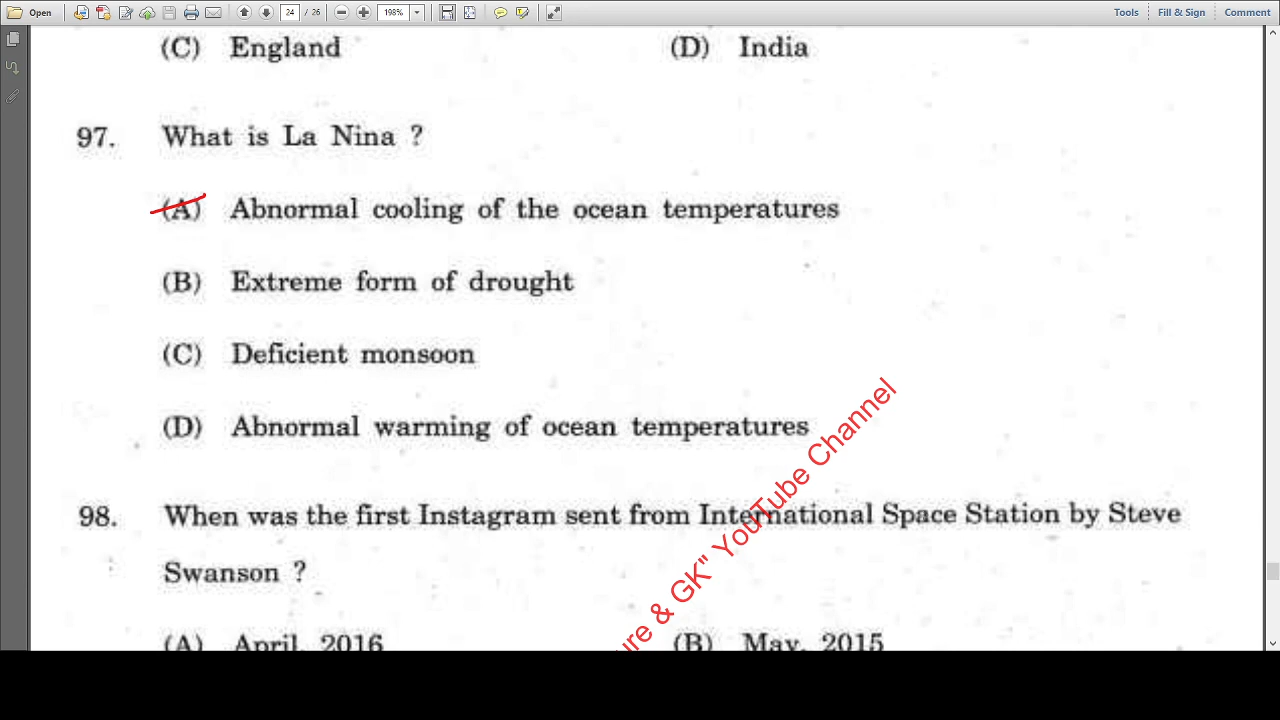 Open
24 / 26
198%
Tools
Fill & Sign
Comment
(C) England
(D) India
97. What is La Nina ?
(A) Abnormal cooling of the ocean temperatures
(B) Extreme form of drought
(C) Deficient monsoon
(D) Abnormal warming of ocean temperatures
98. When was the first Instagram sent from International Space Station by Steve
Swanson ?
(A) April, 2016
(B) May, 2015
ure & GK" YouTube Channel